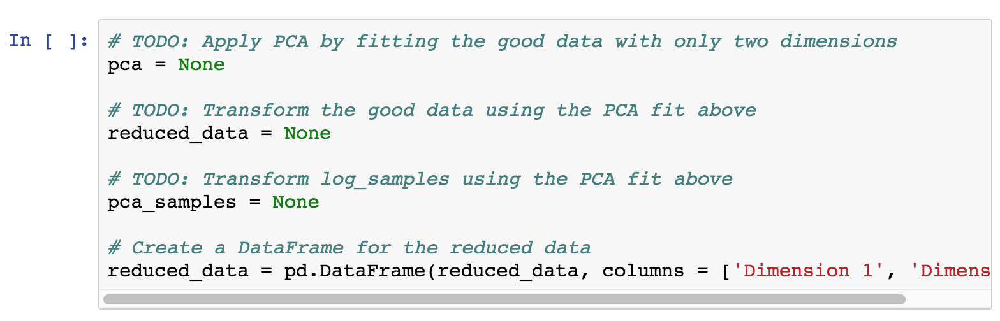 In [ ]: # TODO: Apply PCA by fitting the good data with only two dimensions
pca = None
# TODO: Transform the good data using the PCA fit above
reduced_data = None
# TODO: Transform log_samples using the PCA fit above
pca_samples = None
# Create a DataFrame for the reduced data
reduced_data = pd.DataFrame(reduced_data, columns = ['Dimension 1', 'Dimens